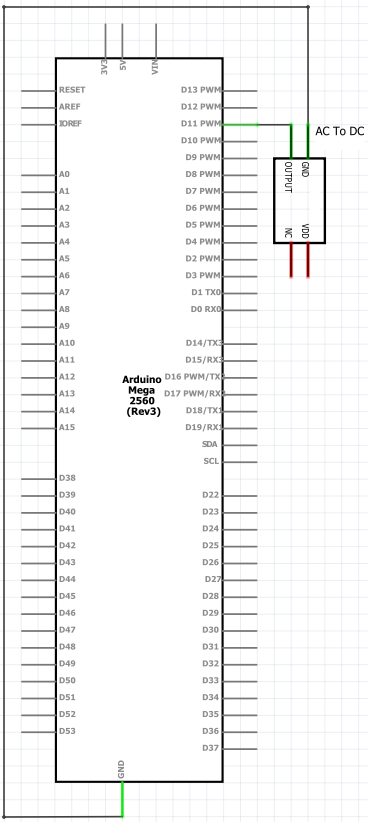 3V3
5V
VIN
RESET
AREF
IOREF
A0
A1
A2
A3
A4
A5
A6
A7
A8
A9
A10
A11
A12
A13
A14
A15
D38
D39
D40
D41
D42
D43
D44
D45
D46
D47
D48
D49
D50
D51
D52
D53
Arduino
Mega
2560
(Rev3)
D13 PWM
D12 PWM
D11 PWM
D10 PWM
D9 PWM
D8 PWM
D7 PWM
D6 PWM
D5 PWM
D4 PWM
D2 PWM
D3 PWM
D1 TX0
D0 RX0
D14/TX3
D15/RX3
D16 PWM/TX2
D17 PWM/RX2
D18/TX1
D19/RX1
SDA
SCL
D22
D23
D24
D25
D26
D27
D28
D29
D30
D31
D32
D33
D34
D35
D36
D37
GND
AC To DC
OUTPUT
GND
NC
VDD